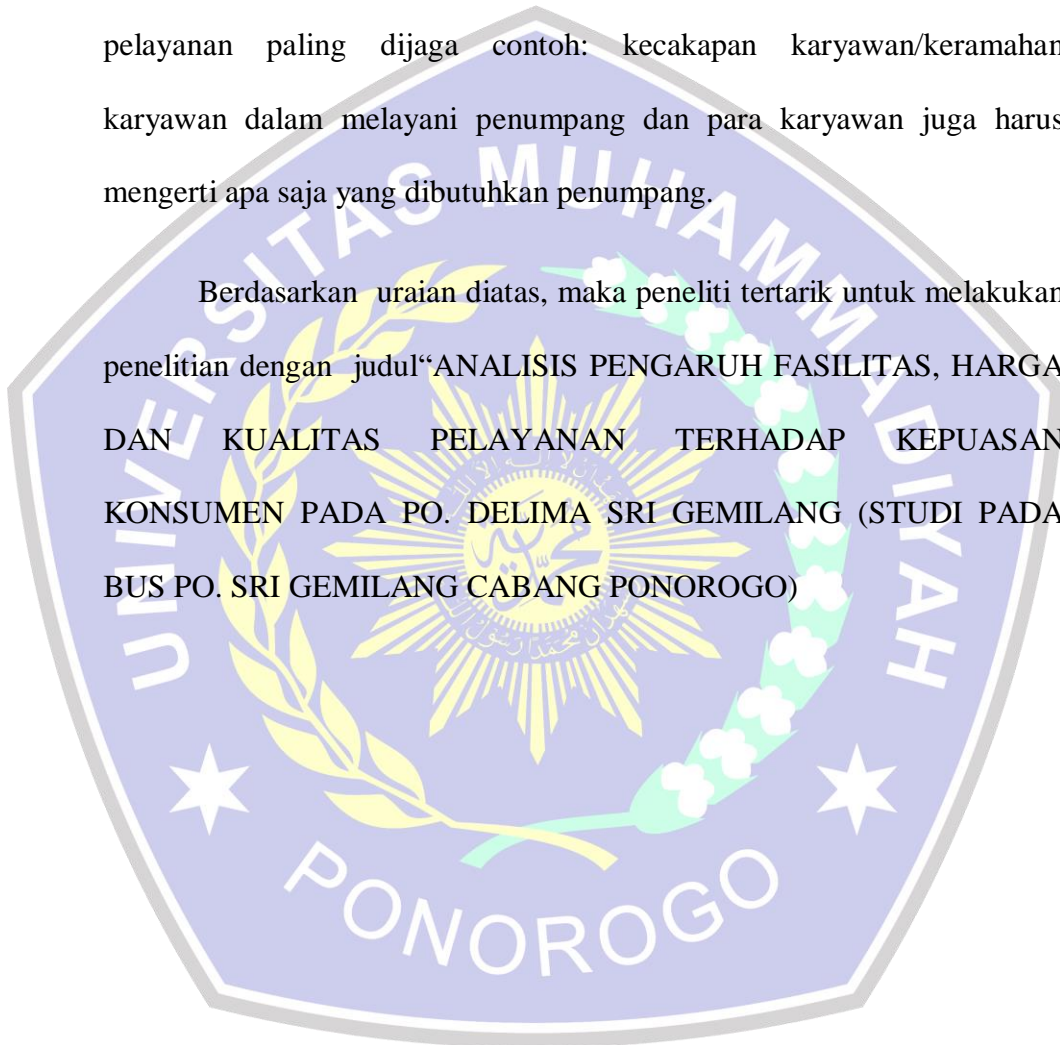 pelayanan paling dijaga contoh: kecakapan karyawan/keramahan
karyawan dalam melayani penumpang dan para karyawan juga harus
mengerti apa saja yang dibutuhkan penumpang.
Berdasarkan uraian diatas, maka peneliti tertarik untuk melakukan
penelitian dengan judul“ANALISIS PENGARUH FASILITAS, HARGA
DAN KUALITAS PELAYANAN TERHADAP KEPUASAN
KONSUMEN PADA PO. DELIMA SRI GEMILANG (STUDI PADA
BUS PO. SRI GEMILANG CABANG PONOROGO)
UNIVERSITAS MUHAMMADIYAH
PONOROGO